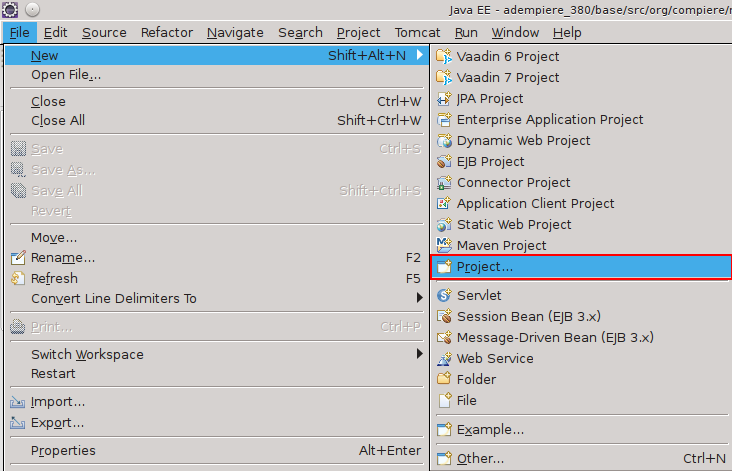 Java EE - adempiere_380/base/src/org/compiere/
File Edit Source Refactor Navigate Search Project Tomcat Run Window Help
New Shift+Alt+N
Open File...
Close Ctrl+W
Close All Shift+Ctrl+W
Save Ctrl+S
Save As...
Save All Shift+Ctrl+S
Revert
Move...
Rename... F2
Refresh F5
Convert Line Delimiters To
Print... Ctrl+P
Switch Workspace
Restart
Import...
Export...
Properties Alt+Enter
Vaadin 6 Project
Vaadin 7 Project
JPA Project
Enterprise Application Project
Dynamic Web Project
EJB Project
Connector Project
Application Client Project
Static Web Project
Maven Project
Project...
Servlet
Session Bean (EJB 3.x)
Message-Driven Bean (EJB 3.x)
Web Service
Folder
File
Example...
Other... Ctrl+N